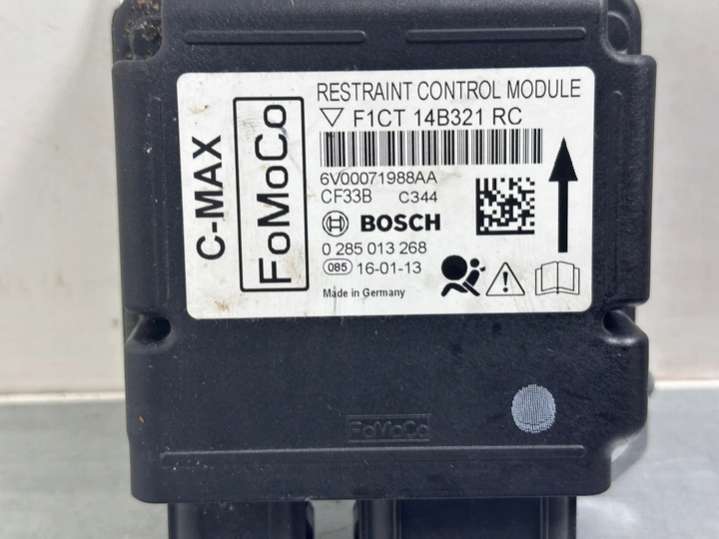 C-MAX
FoMoCo
RESTRAINT CONTROL MODULE
F1CT 14B321 RC
6V00071988AA
CF33B C344
BOSCH
0 285 013 268
085 16-01-13
Made in Germany
FoMoCo